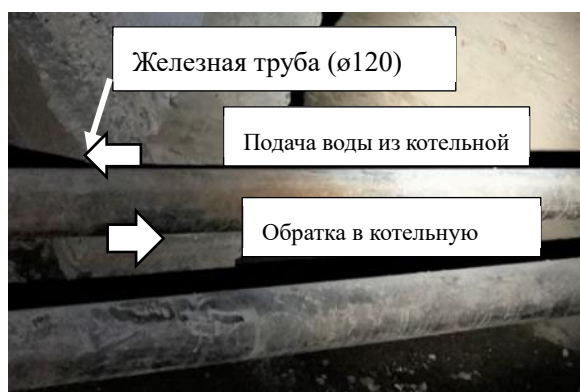 Железная труба (ø120)
Подача воды из котельной
Обратка в котельную